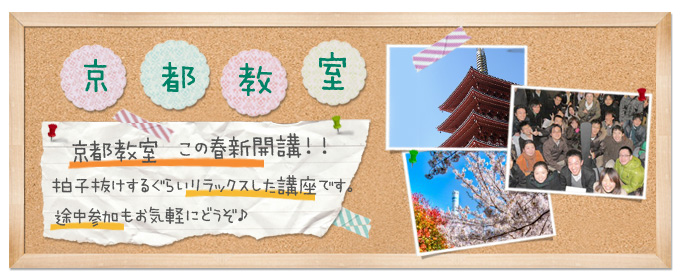 京都教室
京都教室　この春新開講！！
拍子抜けするぐらいリラックスした講座です。
途中参加もお気軽にどうぞ♪